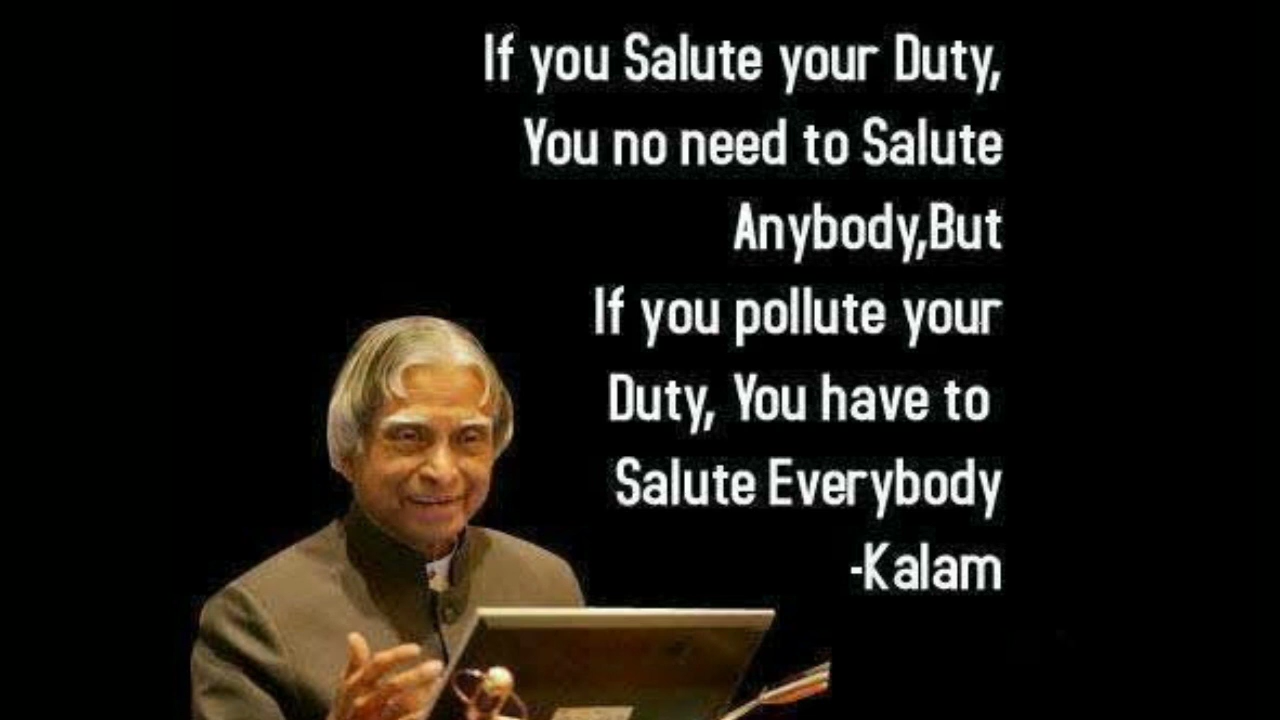 If you Salute your Duty,
You no need to Salute
Anybody,But
If you pollute your
Duty, You have to
Salute Everybody
-Kalam